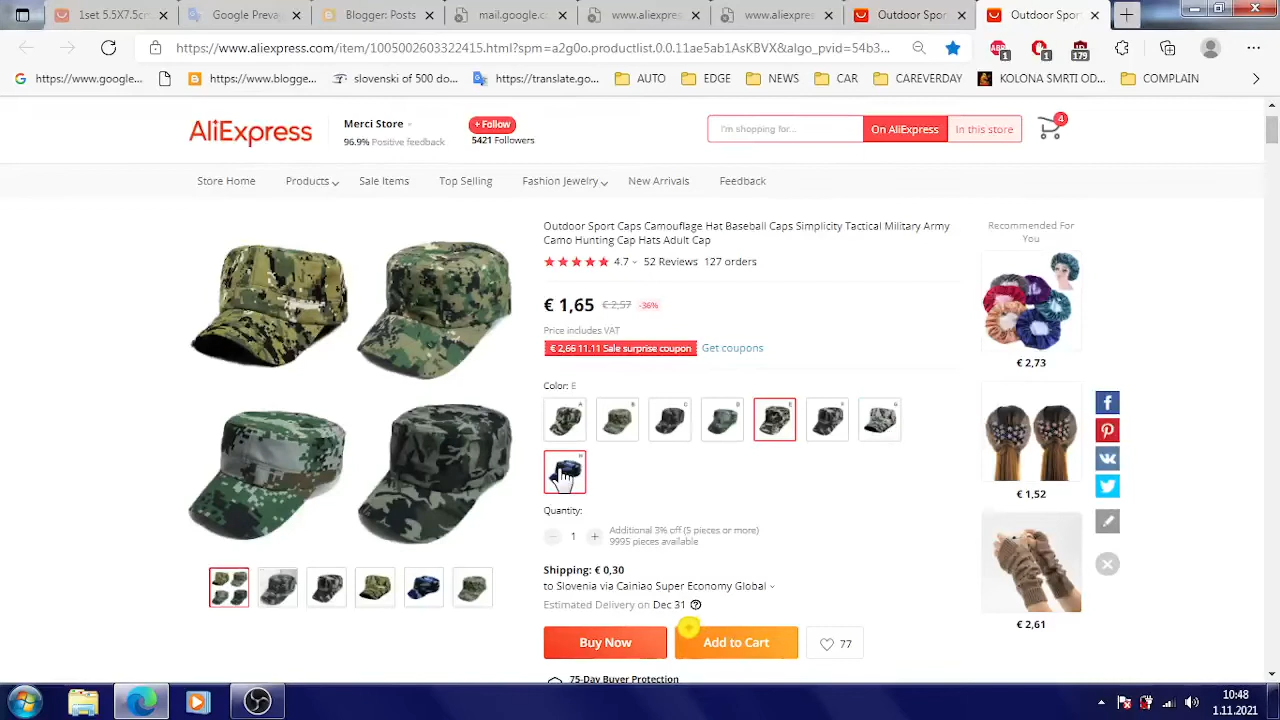 1set 5.5X7.5cm
Google Preva
Blogger: Posts
marg.google.c
www.aliexpres
www.aliexpres
Outdoor Spor
Outdoor Spor
https://www.aliexpress.com/item/1005002603322415.html?spm=a2g0o.productlist.0.0.11ae5ab1AsKBVX&algo_pvid=54b3...
1
1
179
https://www.google...
https://www.blogge...
slovenski of 500 do...
https://translate.go...
AUTO
EDGE
NEWS
CAR
CAREVERDAY
KOLONA SMRTI OD...
COMPLAIN
AliExpress
Merci Store
96.9% Positive feedback
+ Follow
5421 Followers
I'm shopping for...
On AliExpress
In this store
4
Store Home
Products
Sale Items
Top Selling
Fashion Jewelry
New Arrivals
Feedback
Outdoor Sport Caps Camouflage Hat Baseball Caps Simplicity Tactical Military Army
Camo Hunting Cap Hats Adult Cap
4.7 52 Reviews 127 orders
€ 1,65 € 2,57 -36%
Price includes VAT
€ 2,66 11.11 Sale surprise coupon Get coupons
Color: E
A
B
C
D
E
F
G
H
Quantity:
1
Additional 3% off (5 pieces or more)
9995 pieces available
Shipping: € 0,30
to Slovenia via Cainiao Super Economy Global
Estimated Delivery on Dec 31
Buy Now
Add to Cart
77
75-Day Buyer Protection
Recommended For
You
€ 2,73
€ 1,52
€ 2,61
10:48
1.11.2021